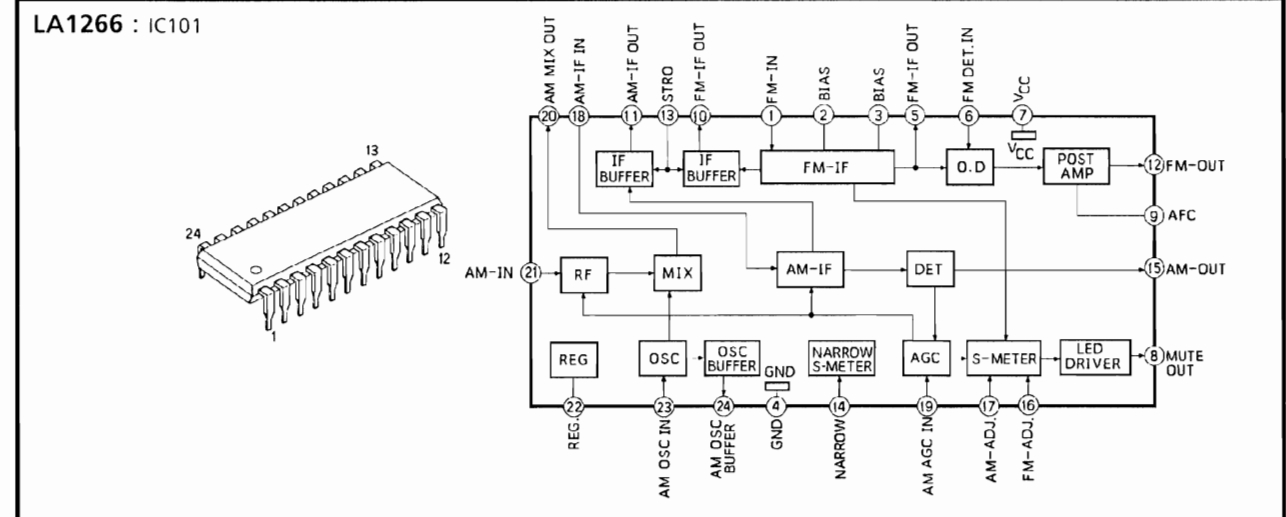 LA1266 : IC101
AM MIX OUT
AM-IF IN
AM-IF OUT
STRO
FM-IF OUT
FM-IN
BIAS
BIAS
FM-IF OUT
FM DET. IN
VCC
20
18
11
13
10
1
2
3
5
6
7
VCC
IF
BUFFER
IF
BUFFER
FM-IF
O.D
POST
AMP
12 FM-OUT
9 AFC
13
24
12
1
AM-IN 21
RF
MIX
AM-IF
DET
15 AM-OUT
REG
OSC
OSC
BUFFER
GND
NARROW
S-METER
AGC
S-METER
LED
DRIVER
8 MUTE
OUT
22
23
24
4
14
19
17
16
REG.
AM OSC IN
AM OSC
BUFFER
GND
NARROW
AM AGC IN
AM-ADJ.
FM-ADJ.